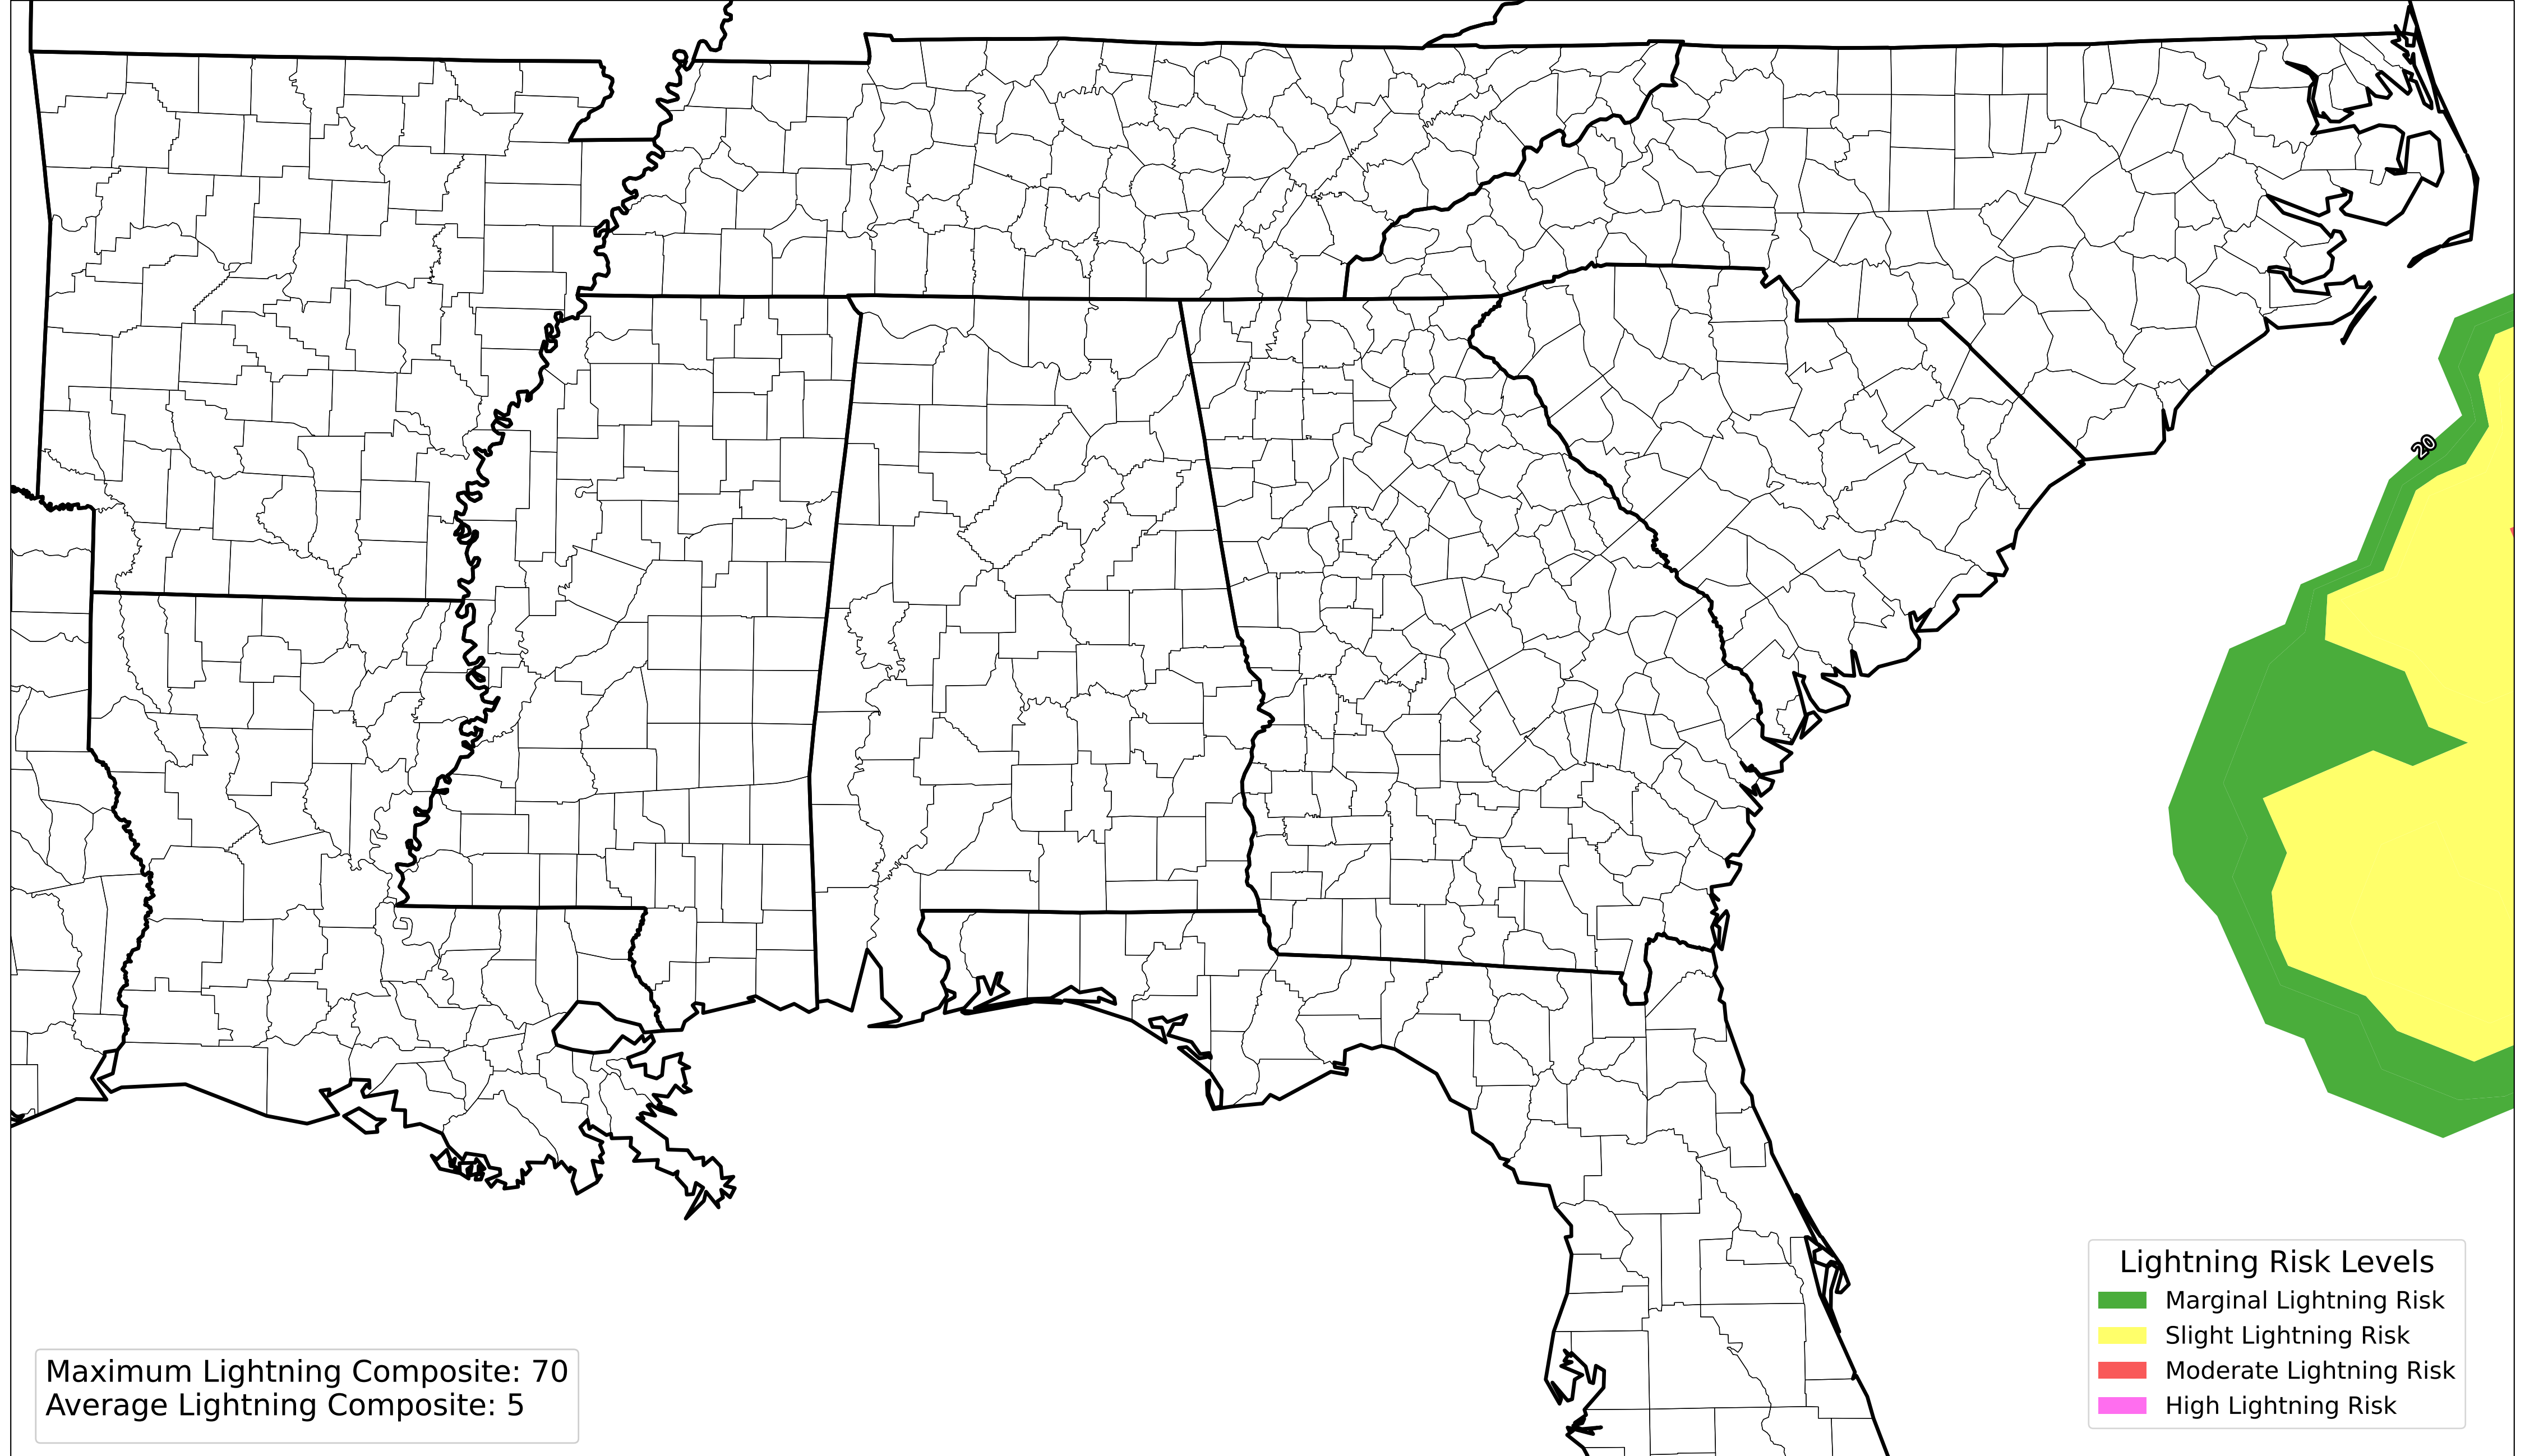 20
Lightning Risk Levels
Marginal Lightning Risk
Slight Lightning Risk
Moderate Lightning Risk
High Lightning Risk
Maximum Lightning Composite: 70
Average Lightning Composite: 5